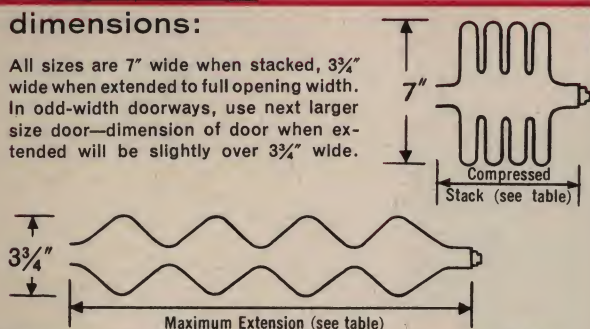 dimensions:
All sizes are 7″ wide when stacked, 3¾″
wide when extended to full opening width.
In odd-width doorways, use next larger
size door—dimension of door when ex-
tended will be slightly over 3¾″ wide.
7″
Compressed
Stack (see table)
3¾″
Maximum Extension (see table)